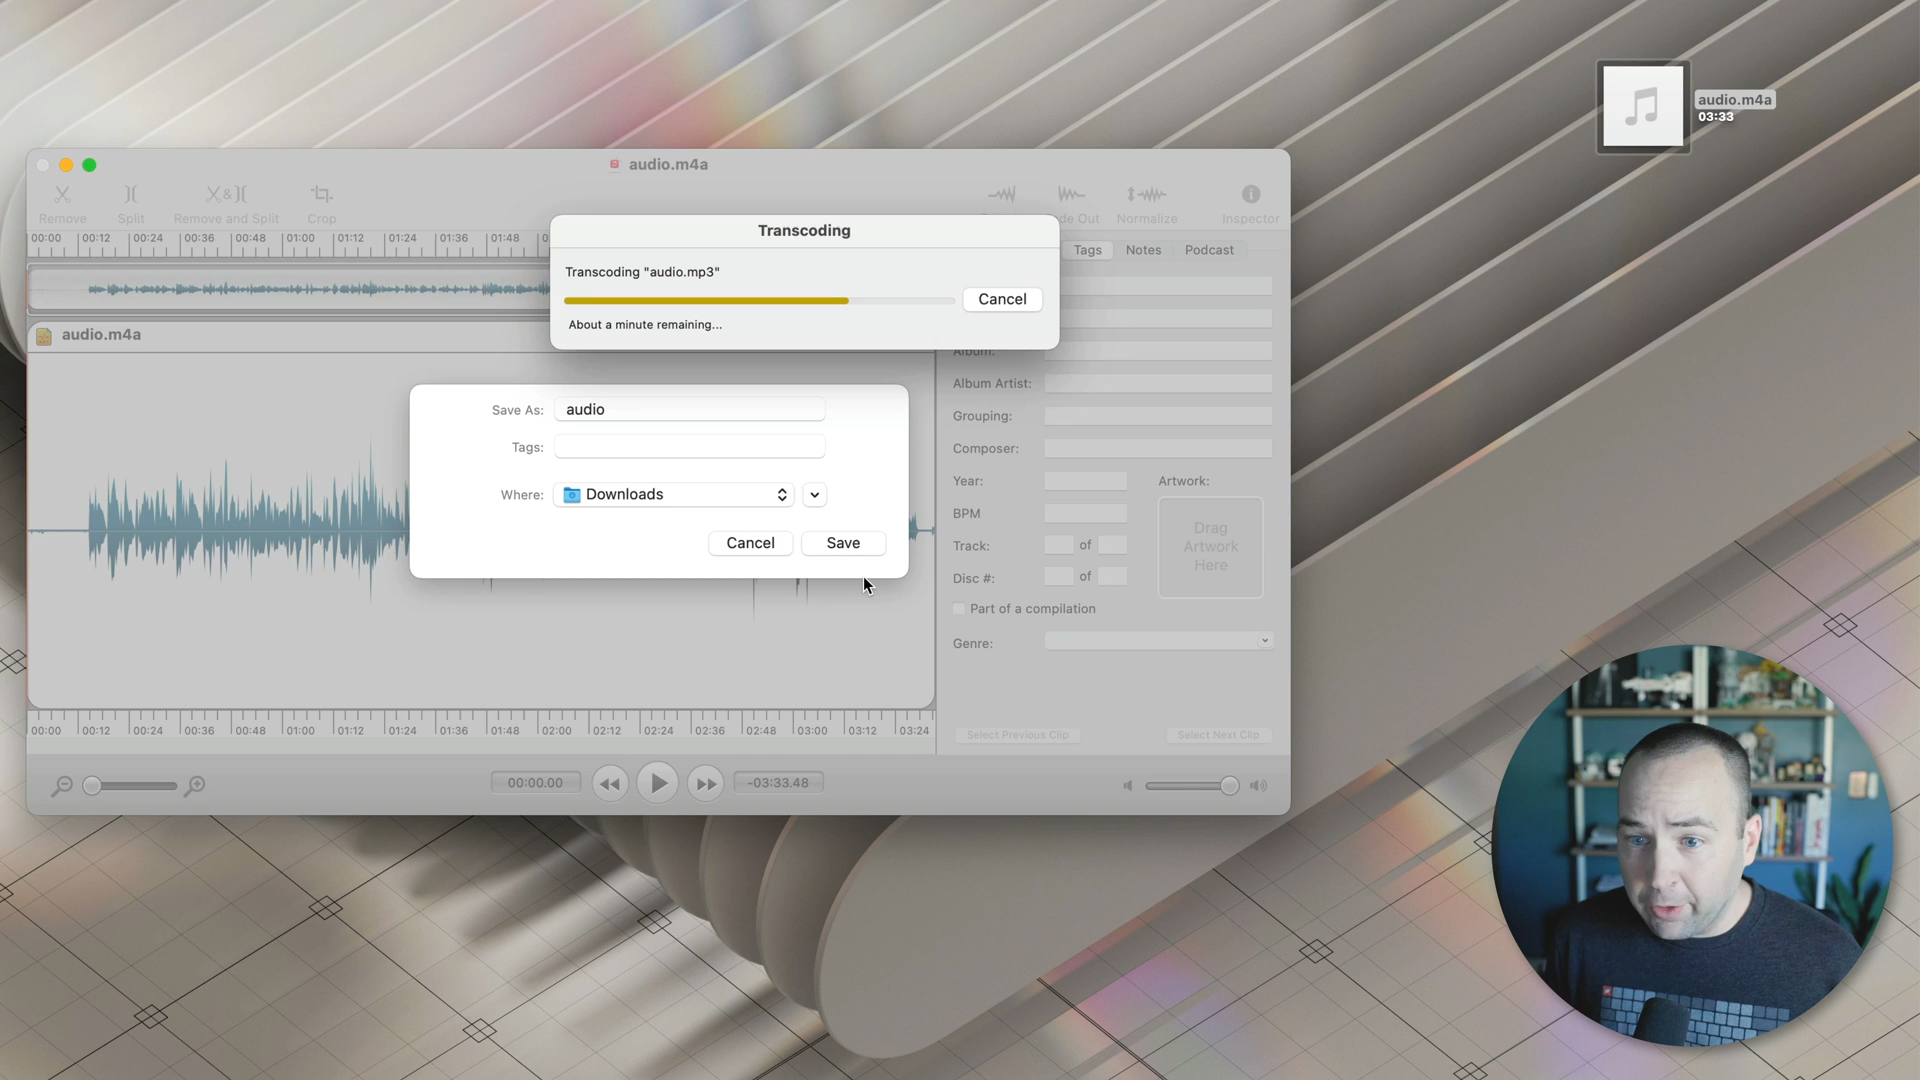 audio.m4a
03:33
audio.m4a
Remove
Split
Remove and Split
Crop
de Out
Normalize
Inspector
00:00 00:12 00:24 00:36 00:48 01:00 01:12 01:24 01:36 01:48
Transcoding
Transcoding "audio.mp3"
Cancel
About a minute remaining...
Tags
Notes
Podcast
audio.m4a
Save As: audio
Tags:
Where: Downloads
Cancel
Save
Album:
Album Artist:
Grouping:
Composer:
Year:
Artwork:
BPM
Drag
Artwork
Here
Track: of
Disc #: of
Part of a compilation
Genre:
00:00 00:12 00:24 00:36 00:48 01:00 01:12 01:24 01:36 01:48 02:00 02:12 02:24 02:36 02:48 03:00 03:12 03:24
Select Previous Clip
Select Next Clip
00:00.00
-03:33.48